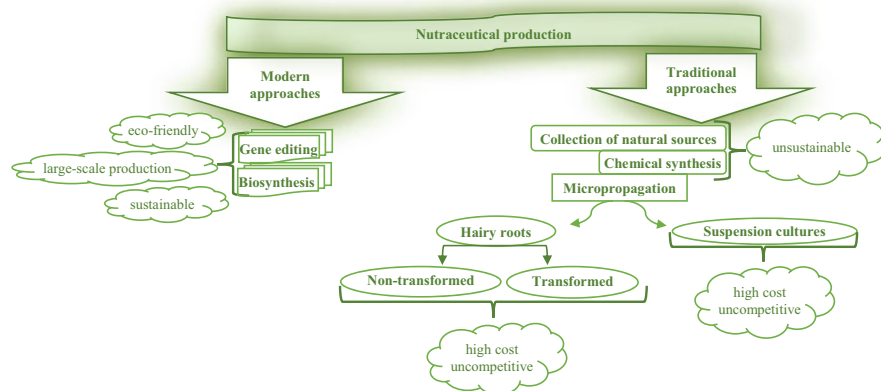 Nutraceutical production
Modern
approaches
Traditional
approaches
eco-friendly
large-scale production
sustainable
Gene editing
Biosynthesis
Collection of natural sources
Chemical synthesis
Micropropagation
unsustainable
Hairy roots
Suspension cultures
Non-transformed
Transformed
high cost
uncompetitive
high cost
uncompetitive